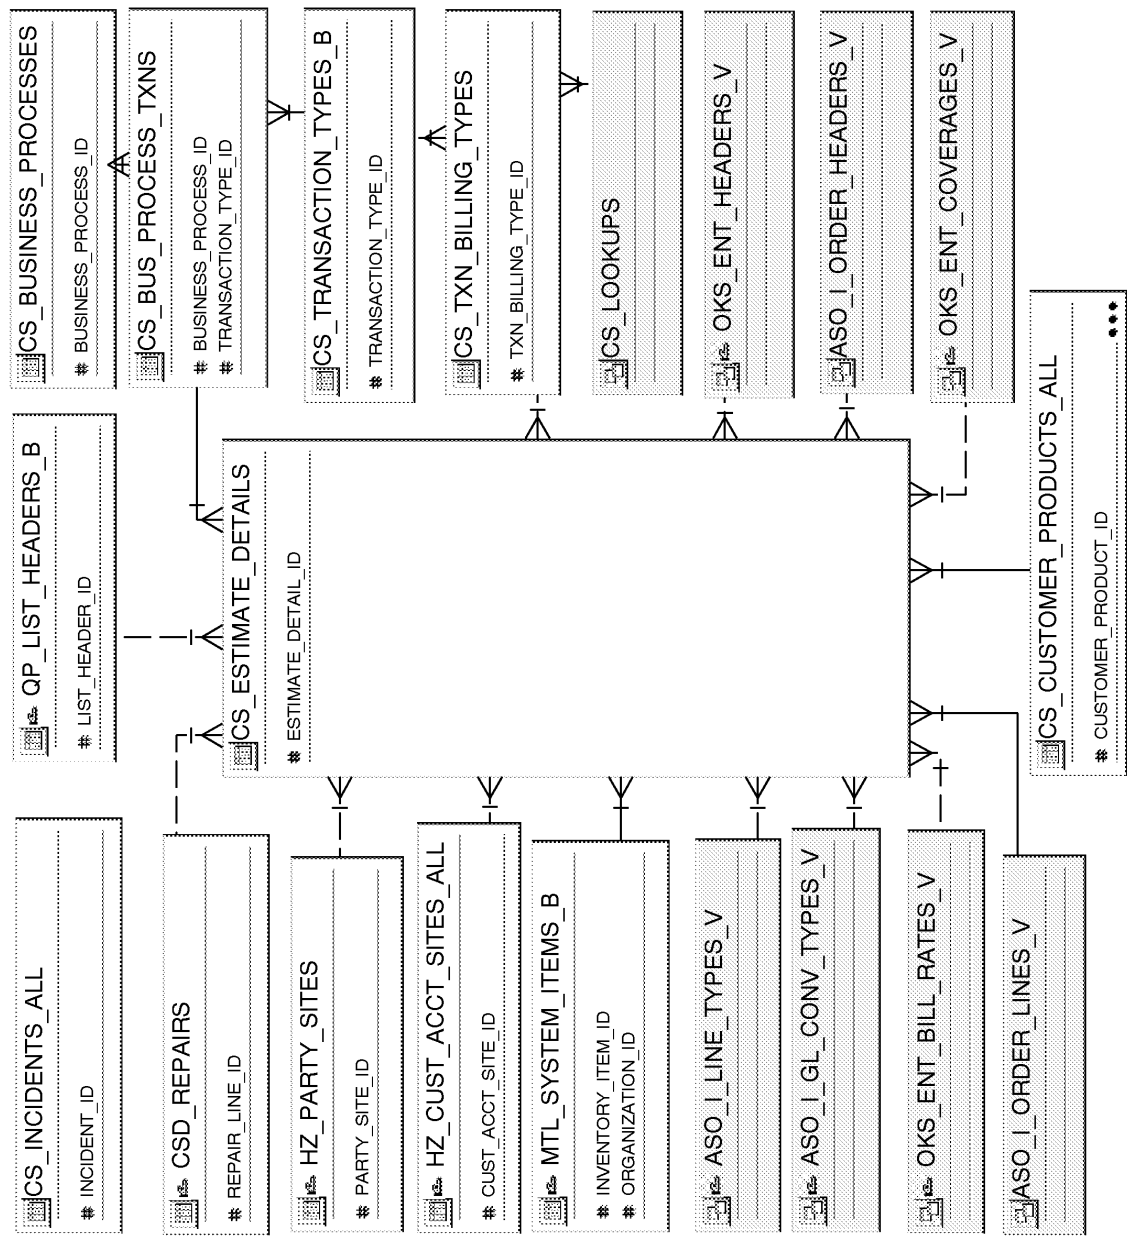 CS_INCIDENTS_ALL
# INCIDENT_ID
CSD_REPAIRS
# REPAIR_LINE_ID
HZ_PARTY_SITES
# PARTY_SITE_ID
HZ_CUST_ACCT_SITES_ALL
# CUST_ACCT_SITE_ID
MTL_SYSTEM_ITEMS_B
# INVENTORY_ITEM_ID
# ORGANIZATION_ID
ASO_I_LINE_TYPES_V
ASO_I_GL_CONV_TYPES_V
OKS_ENT_BILL_RATES_V
ASO_I_ORDER_LINES_V
QP_LIST_HEADERS_B
# LIST_HEADER_ID
CS_ESTIMATE_DETAILS
# ESTIMATE_DETAIL_ID
CS_CUSTOMER_PRODUCTS_ALL
# CUSTOMER_PRODUCT_ID
CS_BUSINESS_PROCESSES
# BUSINESS_PROCESS_ID
CS_BUS_PROCESS_TXNS
# BUSINESS_PROCESS_ID
# TRANSACTION_TYPE_ID
CS_TRANSACTION_TYPES_B
# TRANSACTION_TYPE_ID
CS_TXN_BILLING_TYPES
# TXN_BILLING_TYPE_ID
CS_LOOKUPS
OKS_ENT_HEADERS_V
ASO_I_ORDER_HEADERS_V
OKS_ENT_COVERAGES_V